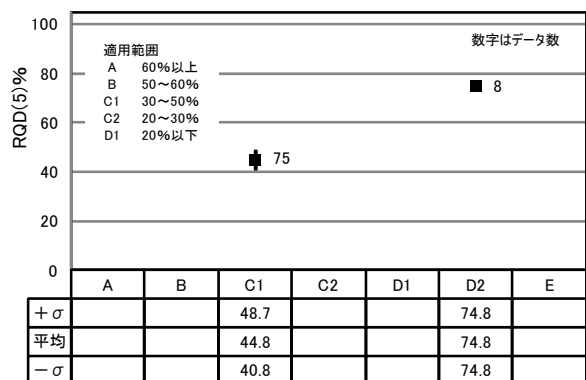 100
80
60
40
20
0
RQD(5)%
適用範囲
A 60%以上
B 50～60%
C1 30～50%
C2 20～30%
D1 20%以下
数字はデータ数
8
75
A B C1 C2 D1 D2 E
＋σ 48.7 74.8
平均 44.8 74.8
－σ 40.8 74.8